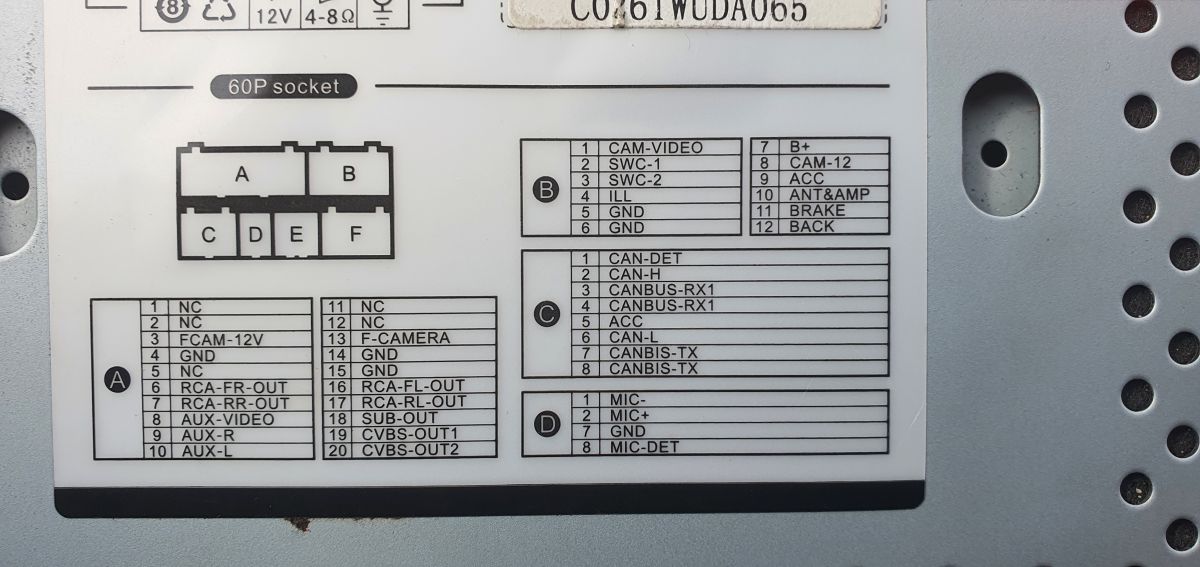 8 12V 4-8Ω
60P socket
A B
C D E F
B
1 CAM-VIDEO
2 SWC-1
3 SWC-2
4 ILL
5 GND
6 GND
7 B+
8 CAM-12
9 ACC
10 ANT&AMP
11 BRAKE
12 BACK
C
1 CAN-DET
2 CAN-H
3 CANBUS-RX1
4 CANBUS-RX1
5 ACC
6 CAN-L
7 CANBIS-TX
8 CANBIS-TX
A
1 NC
2 NC
3 FCAM-12V
4 GND
5 NC
6 RCA-FR-OUT
7 RCA-RR-OUT
8 AUX-VIDEO
9 AUX-R
10 AUX-L
11 NC
12 NC
13 F-CAMERA
14 GND
15 GND
16 RCA-FL-OUT
17 RCA-RL-OUT
18 SUB-OUT
19 CVBS-OUT1
20 CVBS-OUT2
D
1 MIC-
2 MIC+
7 GND
8 MIC-DET